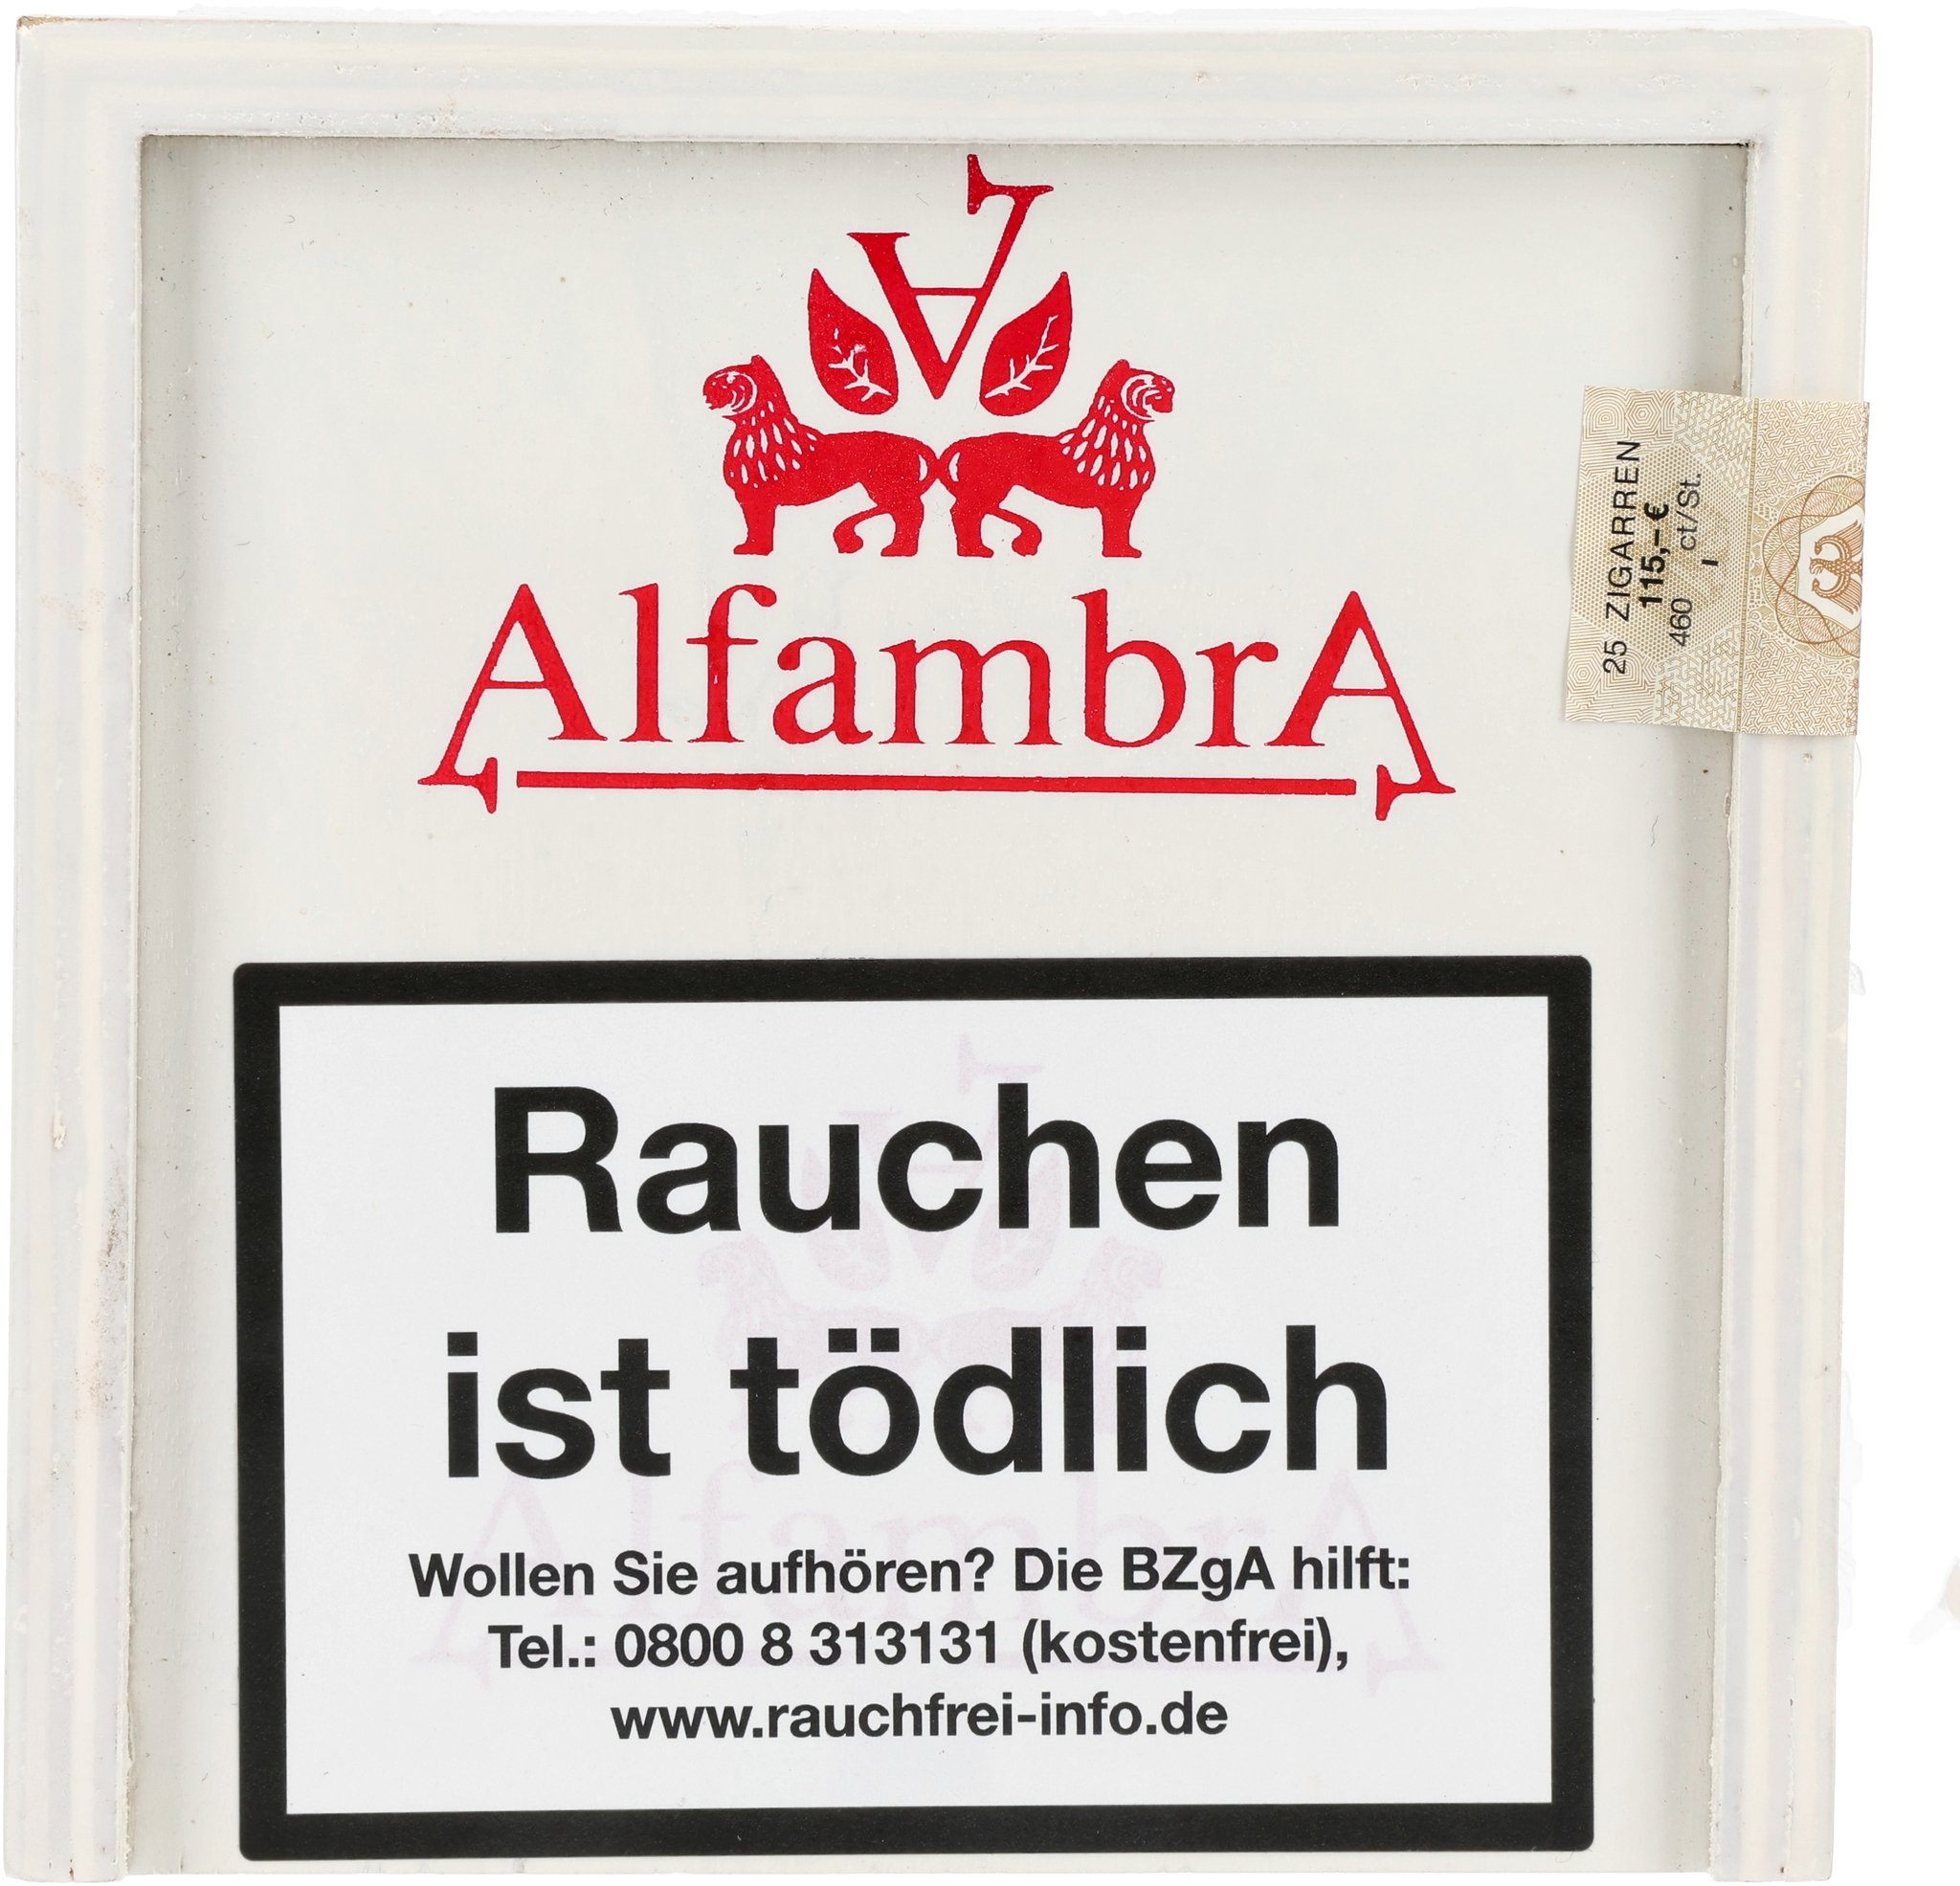 A
AlfambrA
25 ZIGARREN
115,–€
460 ct/St.
I
Rauchen
ist tödlich
Wollen Sie aufhören? Die BZgA hilft:
Tel.: 0800 8 313131 (kostenfrei),
www.rauchfrei-info.de